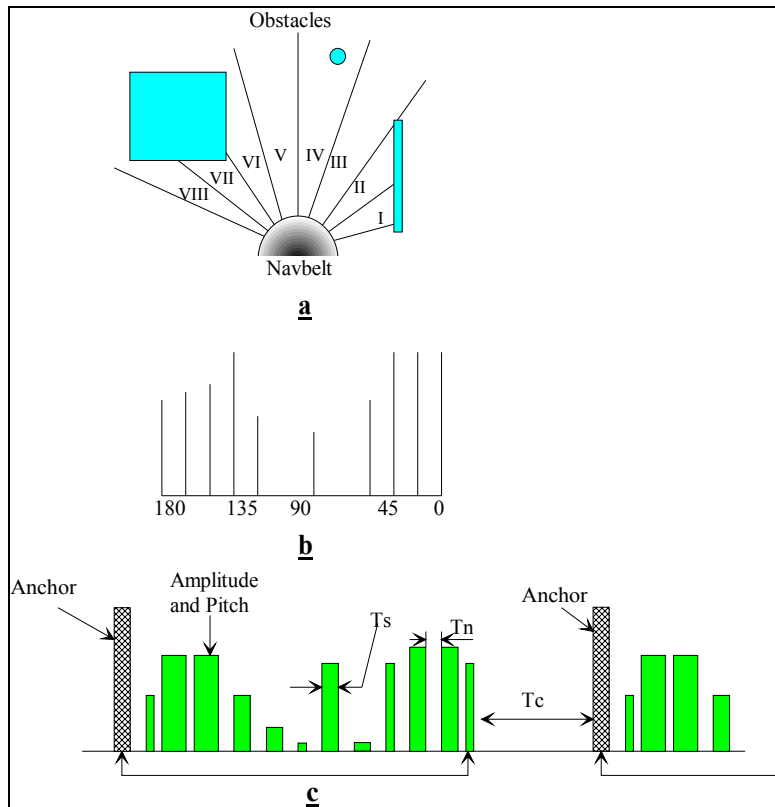 Obstacles
VIII
VII
VI
V
IV
III
II
I
Navbelt
a
180 135 90 45 0
b
Anchor
Amplitude
and Pitch
Ts
Tn
Anchor
Tc
c